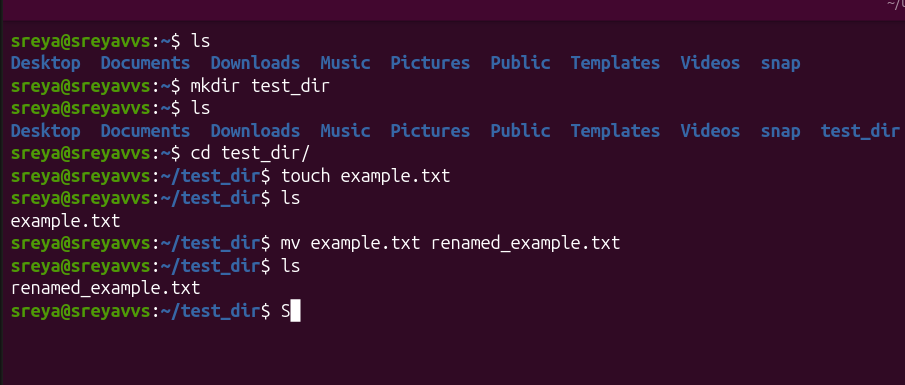 ~/
sreya@sreyavvs:~$ ls
Desktop Documents Downloads Music Pictures Public Templates Videos snap
sreya@sreyavvs:~$ mkdir test_dir
sreya@sreyavvs:~$ ls
Desktop Documents Downloads Music Pictures Public Templates Videos snap test_dir
sreya@sreyavvs:~$ cd test_dir/
sreya@sreyavvs:~/test_dir$ touch example.txt
sreya@sreyavvs:~/test_dir$ ls
example.txt
sreya@sreyavvs:~/test_dir$ mv example.txt renamed_example.txt
sreya@sreyavvs:~/test_dir$ ls
renamed_example.txt
sreya@sreyavvs:~/test_dir$ S